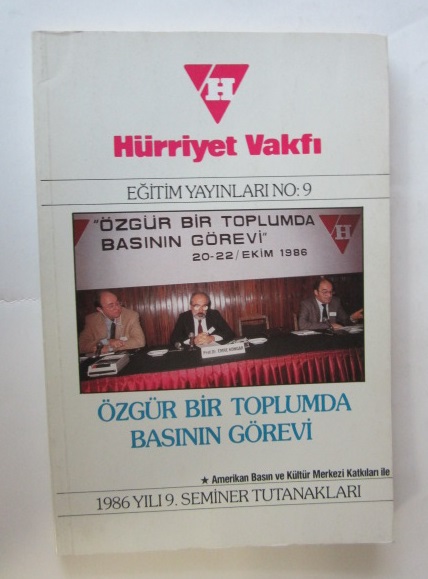 H
Hürriyet Vakfı
EĞİTİM YAYINLARI NO: 9
"ÖZGÜR BİR TOPLUMDA
BASININ GÖREVİ"
20-22/EKİM 1986
H
ÖZGÜR BİR TOPLUMDA
BASININ GÖREVİ
★ Amerikan Basın ve Kültür Merkezi Katkıları ile
1986 YILI 9. SEMİNER TUTANAKLARI